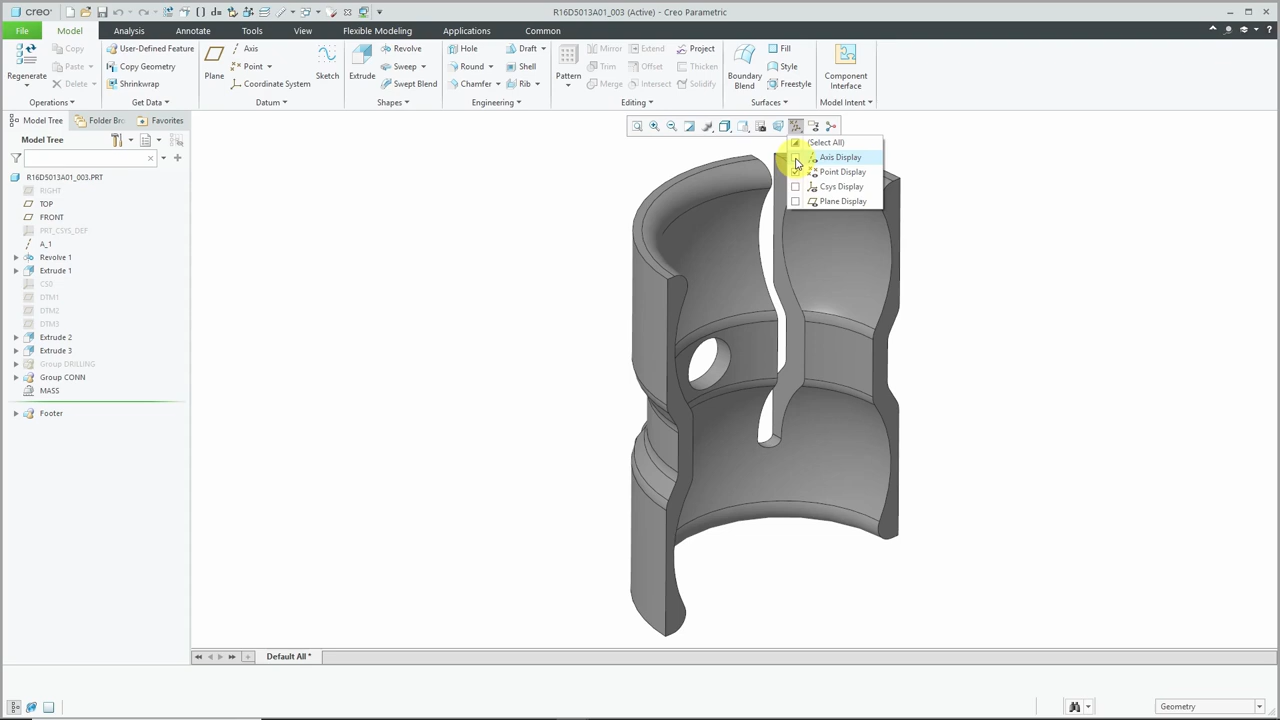 creo
R16D5013A01_003 (Active) - Creo Parametric
File Model Analysis Annotate Tools View Flexible Modeling Applications Common
Regenerate
Copy
Paste
Delete
Operations
User-Defined Feature
Copy Geometry
Shrinkwrap
Get Data
Plane
Axis
Point
Coordinate System
Sketch
Datum
Extrude
Revolve
Sweep
Swept Blend
Shapes
Hole
Round
Chamfer
Draft
Shell
Rib
Engineering
Pattern
Mirror
Trim
Merge
Extend
Offset
Intersect
Project
Thicken
Solidify
Editing
Boundary
Blend
Fill
Style
Freestyle
Surfaces
Component
Interface
Model Intent
Model Tree Folder Bro Favorites
Model Tree
R16D5013A01_003.PRT
RIGHT
TOP
FRONT
PRT_CSYS_DEF
A_1
Revolve 1
Extrude 1
CS0
DTM1
DTM2
DTM3
Extrude 2
Extrude 3
Group DRILLING
Group CONN
MASS
Footer
(Select All)
Axis Display
Point Display
Csys Display
Plane Display
Default All *
Geometry